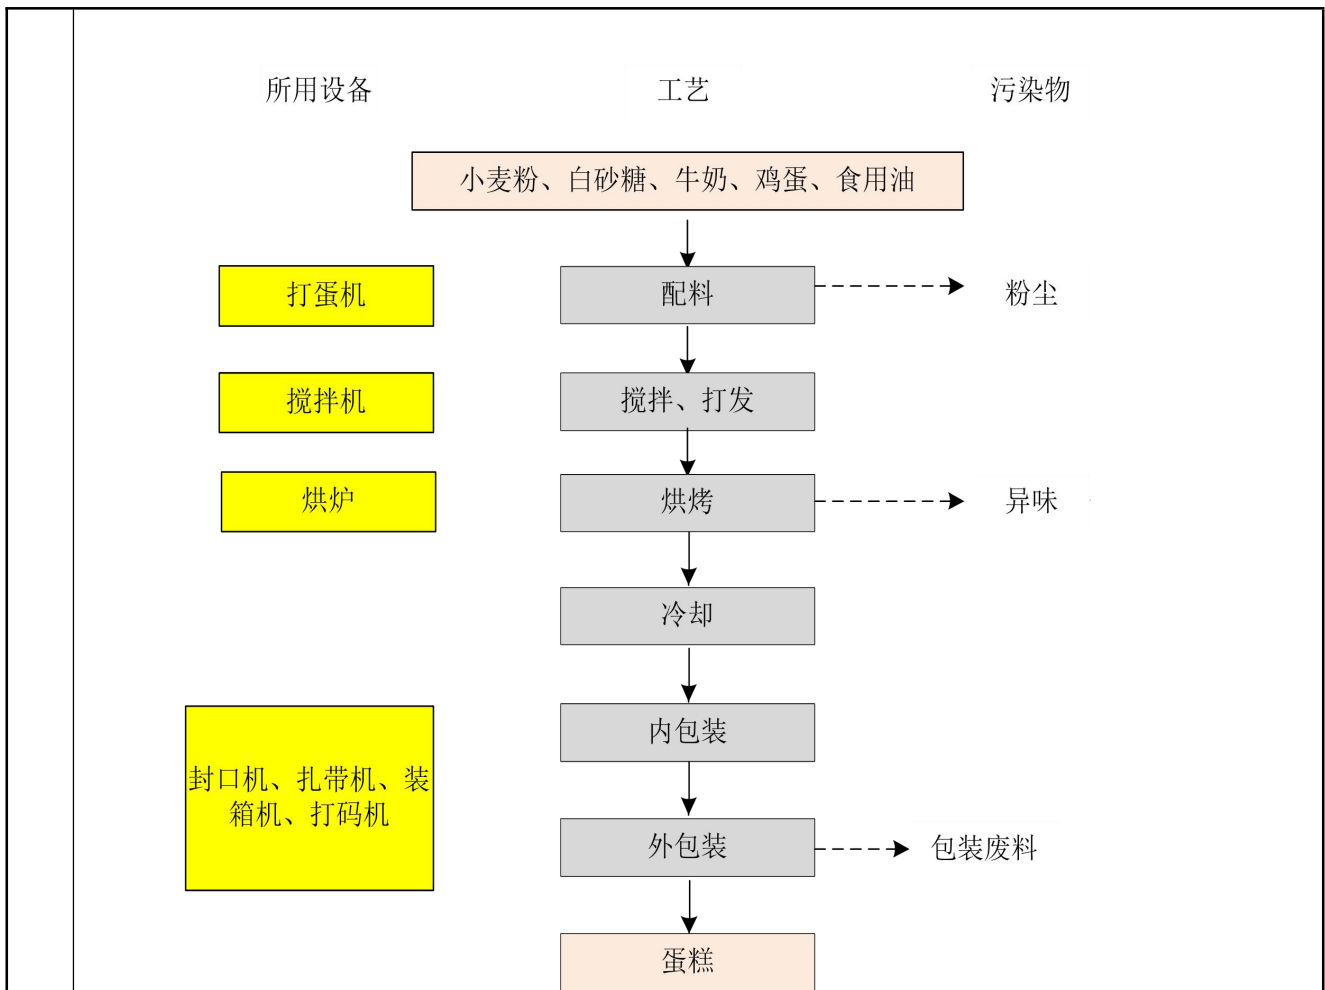 所用设备
工艺
污染物
小麦粉、白砂糖、牛奶、鸡蛋、食用油
打蛋机
配料
粉尘
搅拌机
搅拌、打发
烘炉
烘烤
异味
冷却
内包装
封口机、扎带机、装
箱机、打码机
外包装
包装废料
蛋糕